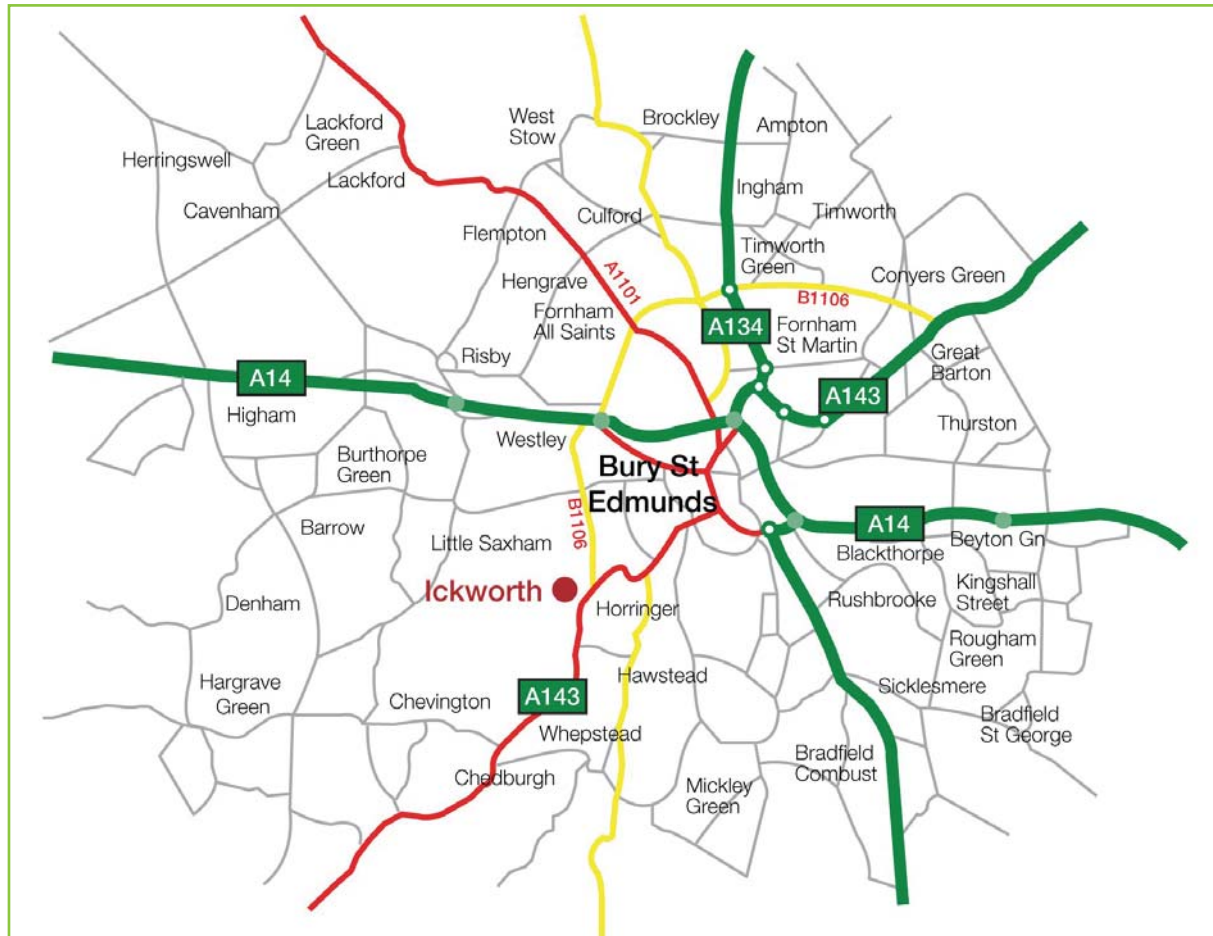 West
Stow
Brockley
Ampton
Lackford
Green
Herringswell
Lackford
Ingham
Cavenham
Culford
Timworth
Flempton
Timworth
Green
Hengrave
A1101
Conyers Green
B1106
Fornham
All Saints
A134
Fornham
St Martin
Risby
Great
Barton
A14
A143
Higham
Thurston
Westley
Burthorpe
Green
Bury St
Edmunds
B1106
Barrow
A14
Little Saxham
Blackthorpe
Beyton Gn
Ickworth
Kingshall
Street
Denham
Horringer
Rushbrooke
Rougham
Green
Hargrave
Green
Hawstead
Sicklesmere
Chevington
A143
Bradfield
St George
Whepstead
Bradfield
Combust
Chedburgh
Mickley
Green